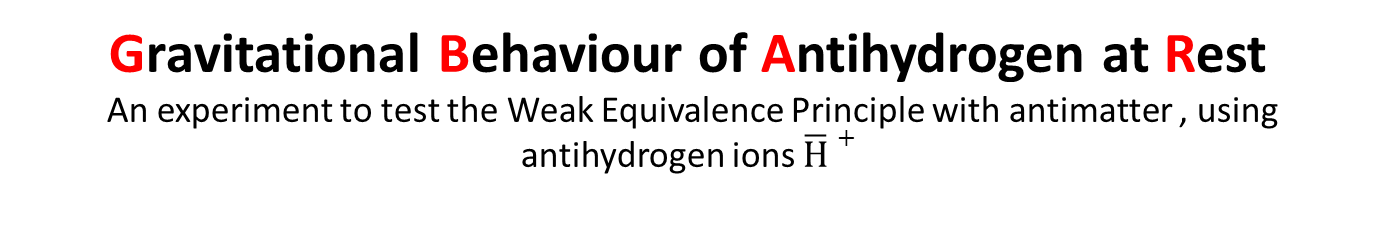 Gravitational Behaviour of Antihydrogen at Rest
An experiment to test the Weak Equivalence Principle with antimatter , using
antihydrogen ions H̅ +